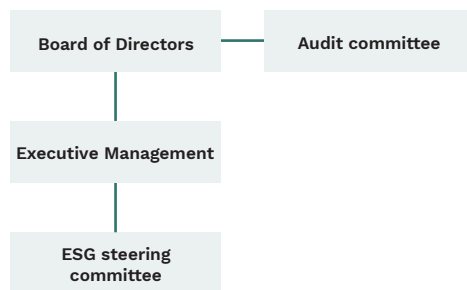 Board of Directors
Audit committee
Executive Management
ESG steering
committee